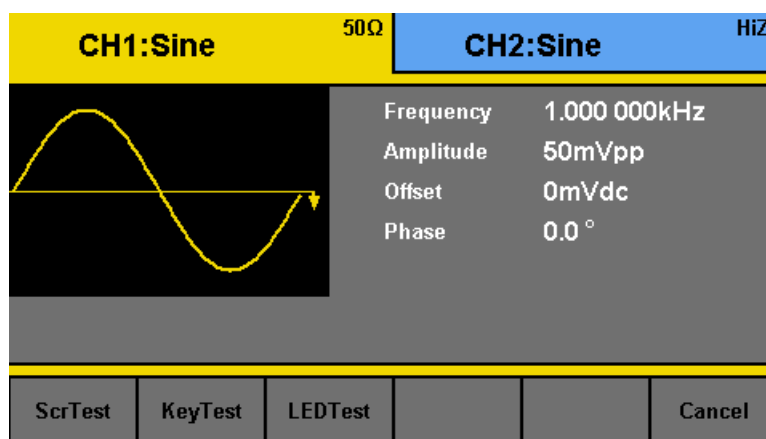 CH1:Sine 50Ω CH2:Sine HiZ
Frequency 1.000 000kHz
Amplitude 50mVpp
Offset 0mVdc
Phase 0.0 °
ScrTest KeyTest LEDTest Cancel